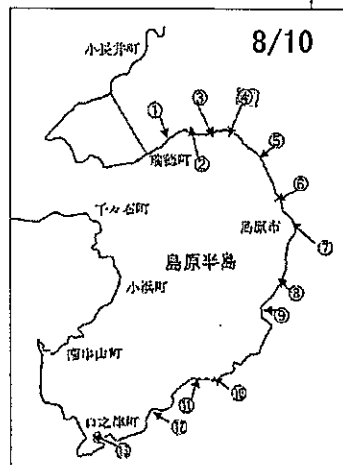 8/10
小長井町
①
③
④
②
瑞穂町
⑤
⑥
千々石町
島原市
⑦
島原半島
小浜町
⑧
⑨
南串山町
⑪
⑩
口之津町
⑫
⑬